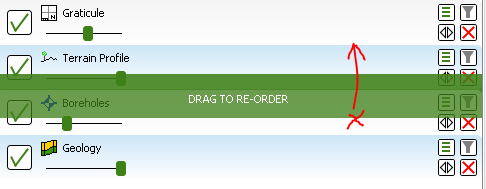 Graticule
Terrain Profile
DRAG TO RE-ORDER
Boreholes
Geology